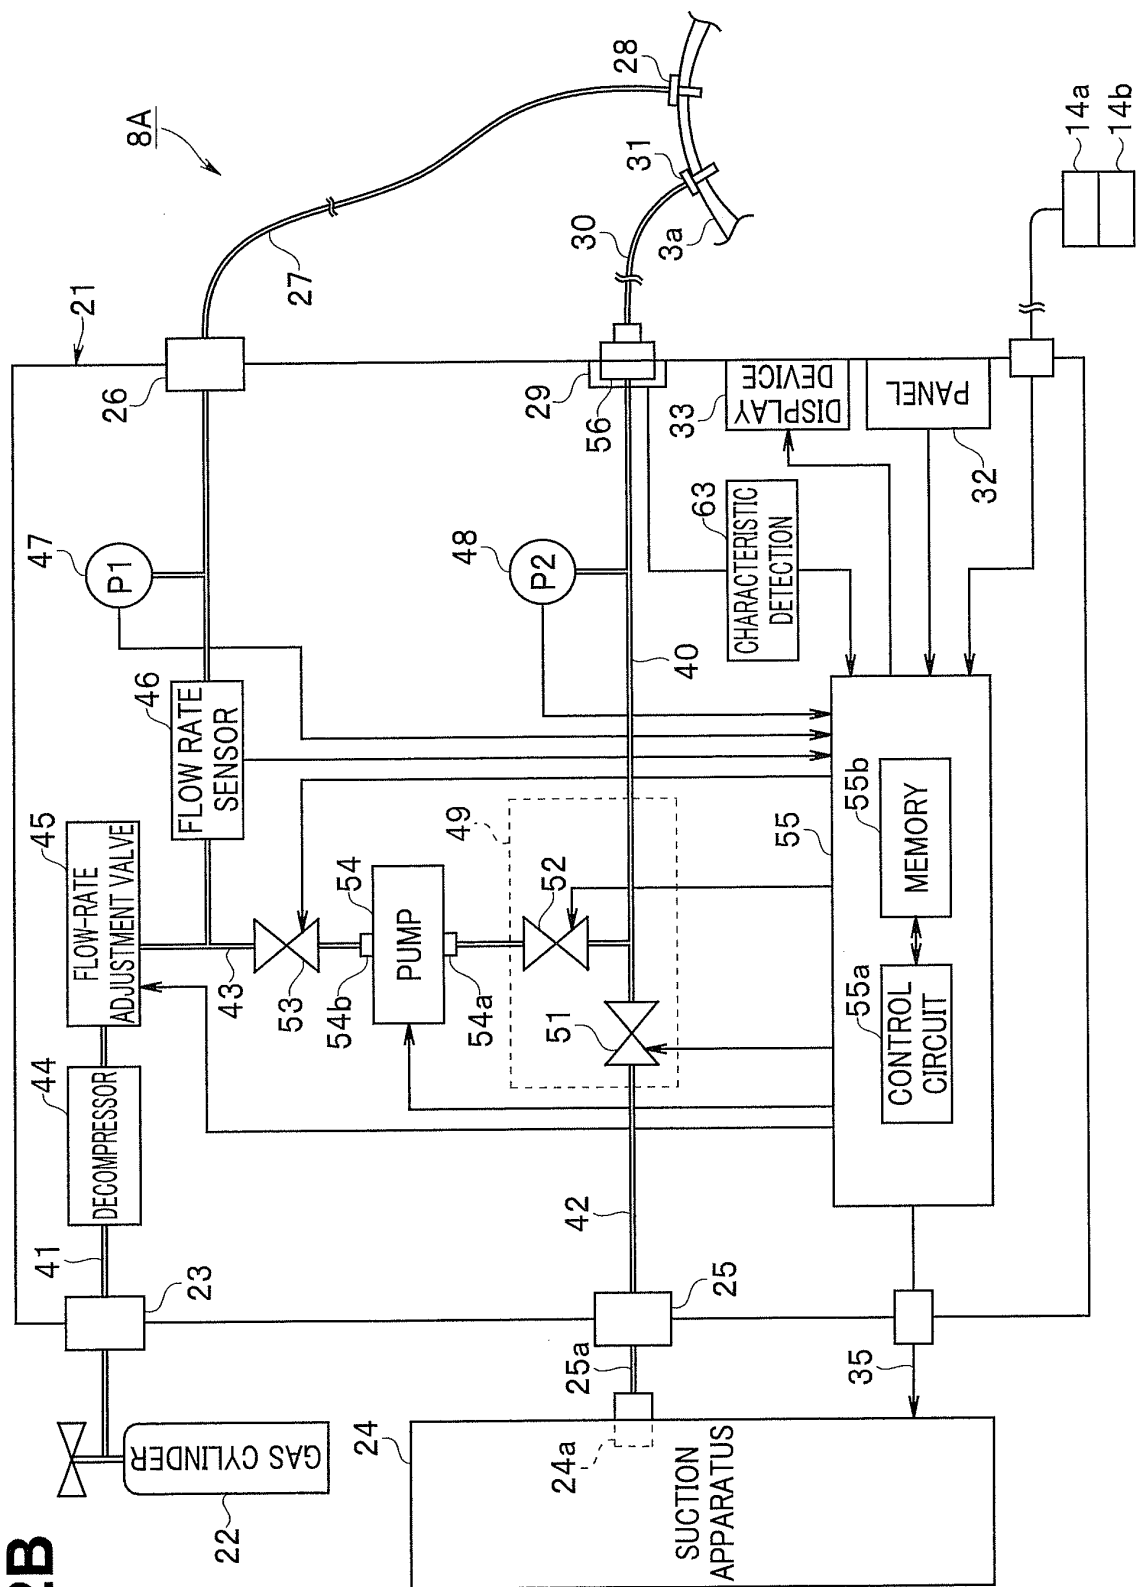 2B
8A
21
26
27
28
31
30
3a
14a
14b
47
P1
46
FLOW RATE
SENSOR
45
FLOW-RATE
ADJUSTMENT VALVE
44
DECOMPRESSOR
41
23
GAS CYLINDER
22
43
53
54b
54
PUMP
54a
49
52
51
48
P2
40
29
56
33
DISPLAY
DEVICE
PANEL
32
63
CHARACTERISTIC
DETECTION
55
55b
MEMORY
55a
CONTROL
CIRCUIT
42
25
25a
24
24a
SUCTION
APPARATUS
35